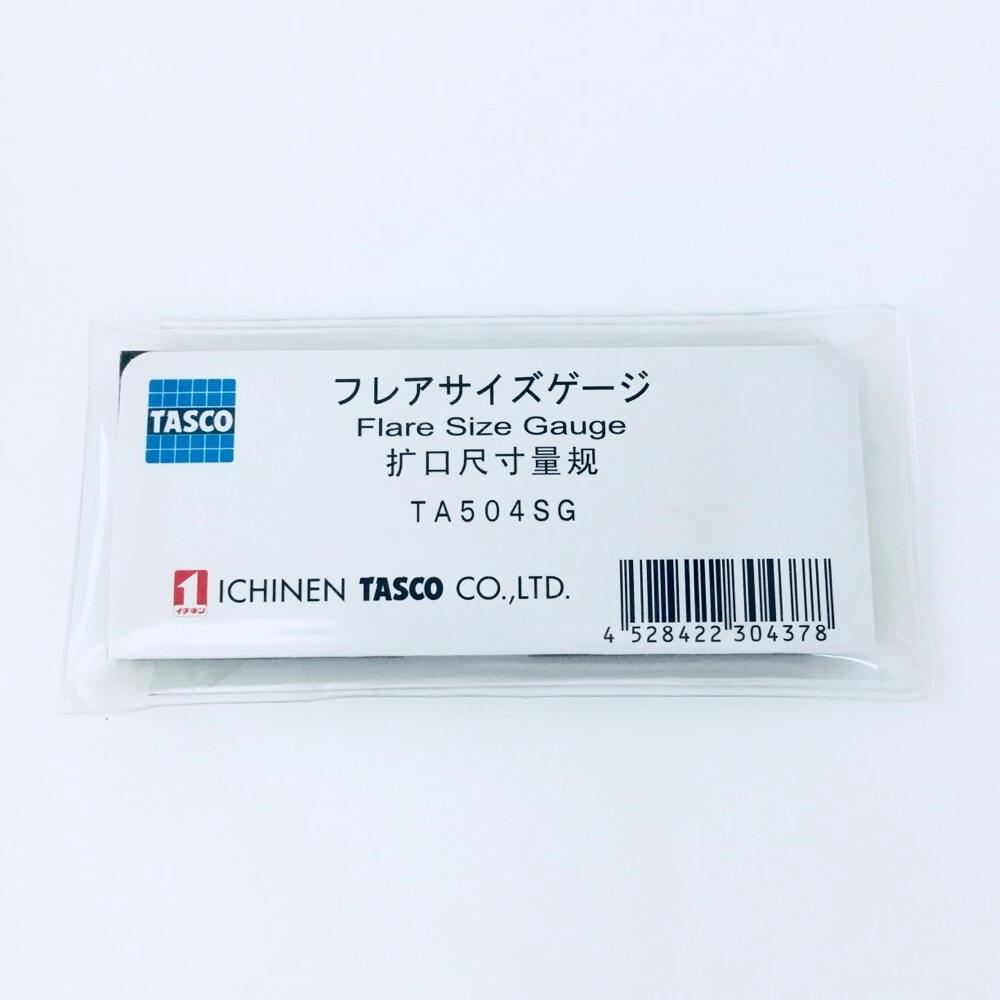 TASCO
フレアサイズゲージ
Flare Size Gauge
扩口尺寸量规
TA504SG
1
イチネン
ICHINEN TASCO CO.,LTD.
4 528422 304378